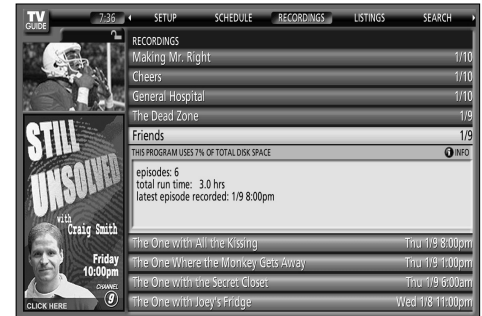 TV
GUIDE
7:36
SETUP
SCHEDULE
RECORDINGS
LISTINGS
SEARCH
RECORDINGS
Making Mr. Right 1/10
Cheers 1/10
General Hospital 1/10
The Dead Zone 1/9
Friends 1/9
THIS PROGRAM USES 7% OF TOTAL DISK SPACE
i INFO
episodes: 6
total run time: 3.0 hrs
latest episode recorded: 1/9 8:00pm
The One with All the Kissing Thu 1/9 8:00pm
The One Where the Monkey Gets Away Thu 1/9 1:00pm
The One with the Secret Closet Thu 1/9 6:00am
The One with Joey's Fridge Wed 1/8 11:00pm
STILL
UNSOLVED
with
Craig Smith
Friday
10:00pm
CHANNEL
9
CLICK HERE